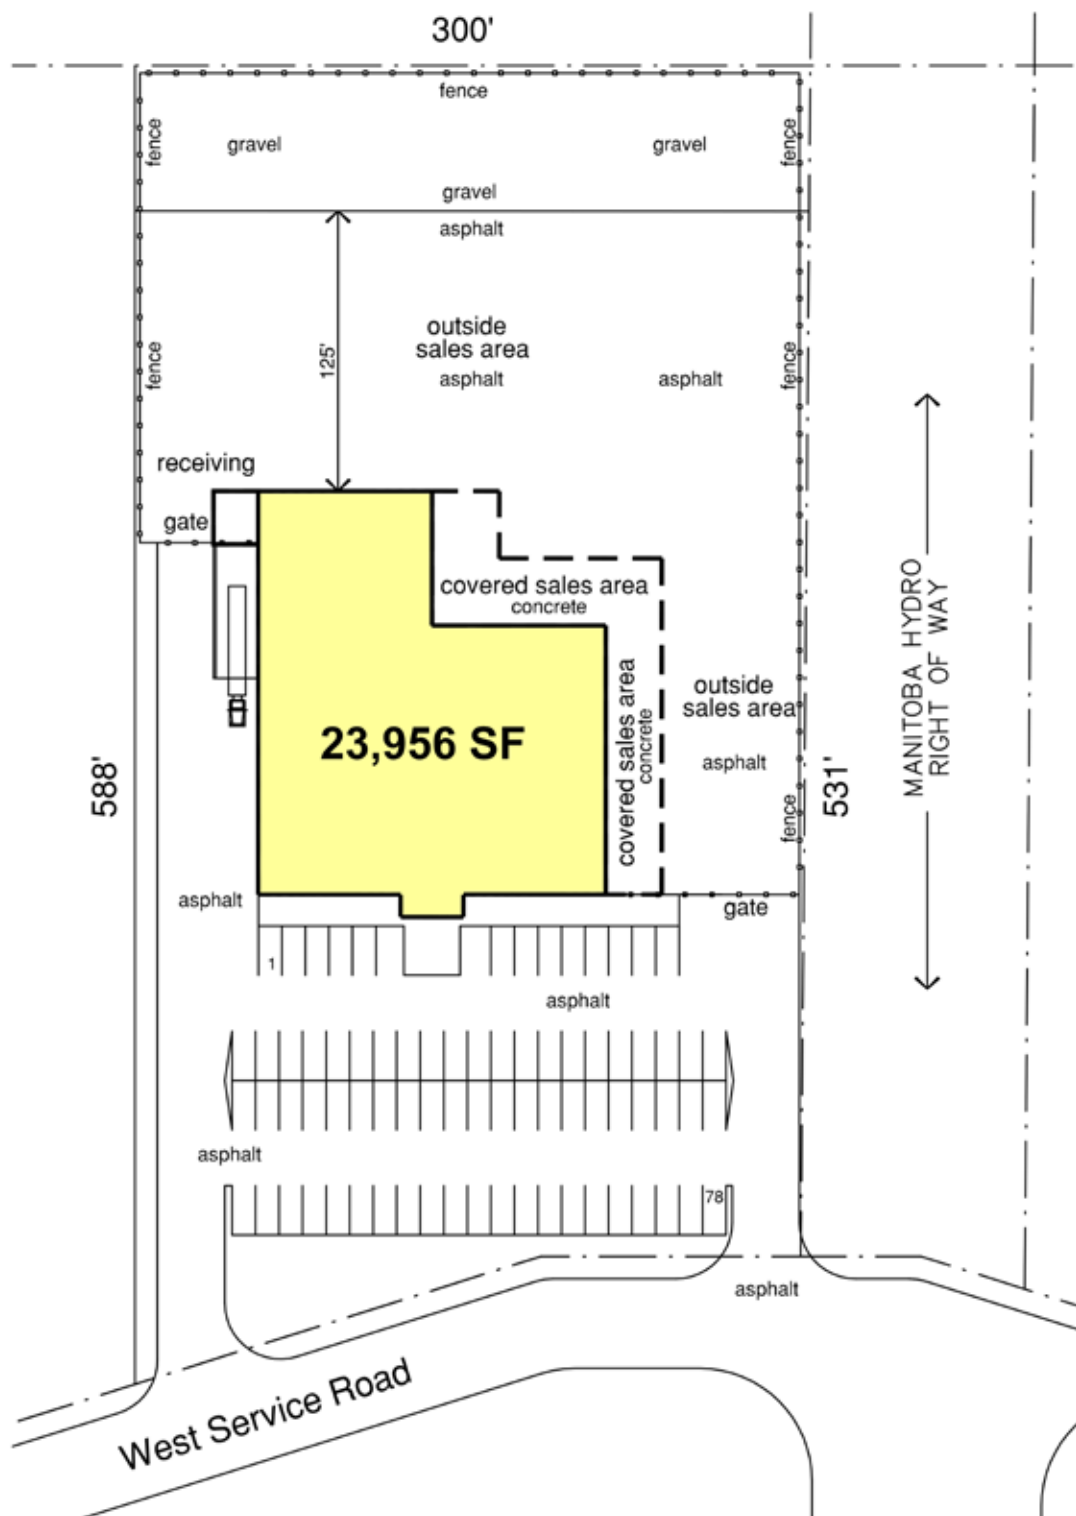 300'
fence
fence
gravel
gravel
fence
gravel
asphalt
outside
sales area
asphalt
asphalt
125'
fence
fence
receiving
gate
covered sales area
concrete
covered sales area
concrete
outside
sales area
asphalt
fence
23,956 SF
588'
531'
MANITOBA HYDRO
RIGHT OF WAY
asphalt
gate
1
asphalt
asphalt
78
asphalt
West Service Road